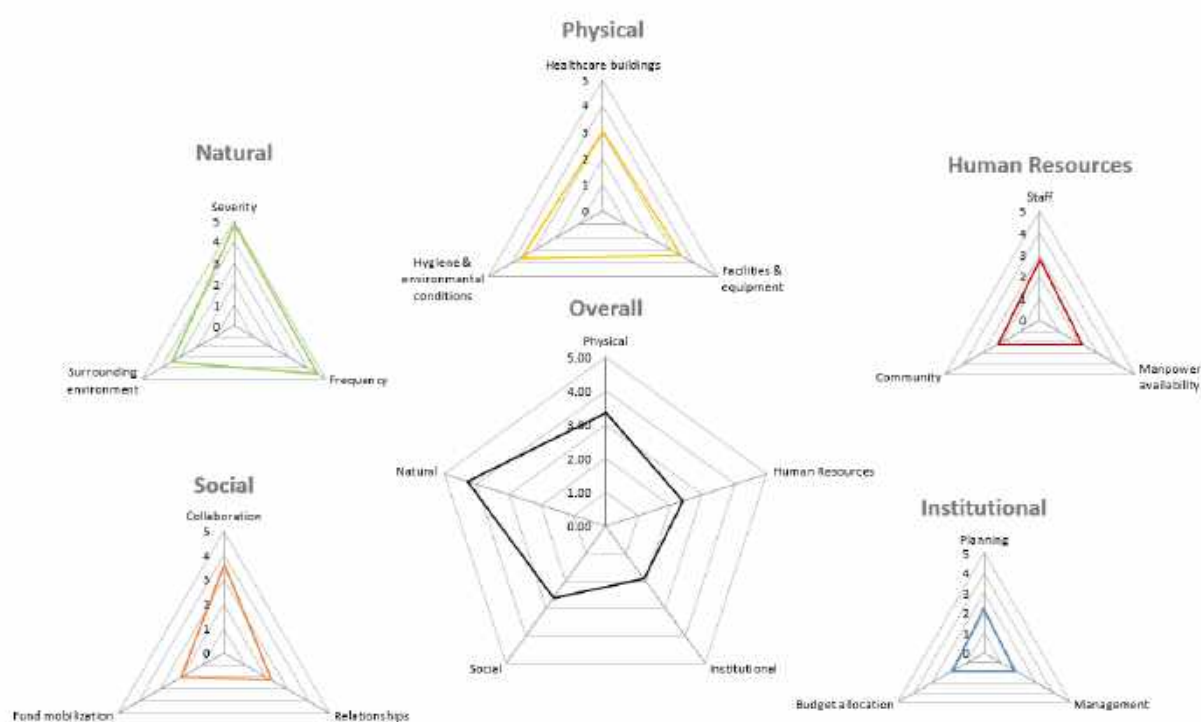 Physical
Healthcare buildings
5
4
3
2
1
0
Hygiene &
environmental
conditions
Facilities &
equipment
Natural
Severity
5
4
3
2
1
0
Surrounding
environment
Frequency
Human Resources
Staff
5
4
3
2
1
0
Community
Manpower
availability
Overall
Physical
5.00
4.00
3.00
2.00
1.00
0.00
Natural
Human Resources
Social
Institutional
Social
Collaboration
5
4
3
2
1
0
Fund mobilization
Relationships
Institutional
Planning
5
4
3
2
1
0
Budget allocation
Management